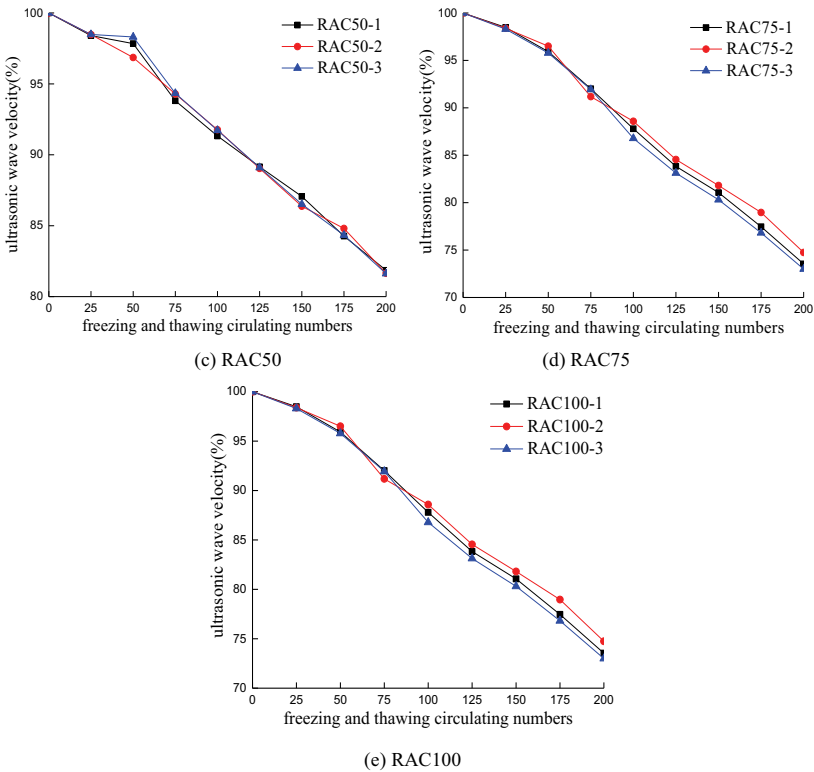 RAC50-1
RAC50-2
RAC50-3
ultrasonic wave velocity(%)
100
95
90
85
80
0 25 50 75 100 125 150 175 200
freezing and thawing cirulating numbers
(c) RAC50
RAC75-1
RAC75-2
RAC75-3
ultrasonic wave velocity(%)
100
95
90
85
80
75
70
0 25 50 75 100 125 150 175 200
freezing and thawing circulating numbers
(d) RAC75
RAC100-1
RAC100-2
RAC100-3
ultrasonic wave velocity(%)
100
95
90
85
80
75
70
0 25 50 75 100 125 150 175 200
freezing and thawing circulating numbers
(e) RAC100